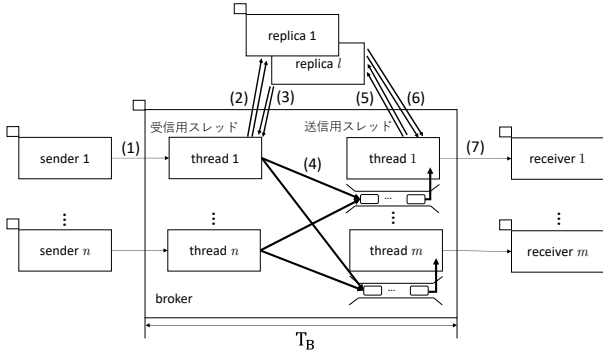 replica 1
replica l
(2) (3) (5) (6)
受信用スレッド 送信用スレッド
sender 1 (1) thread 1 (4) thread 1 (7) receiver 1
... ...
⋮ ⋮ ⋮ ⋮
sender n thread n thread m receiver m
... ...
broker
T_B